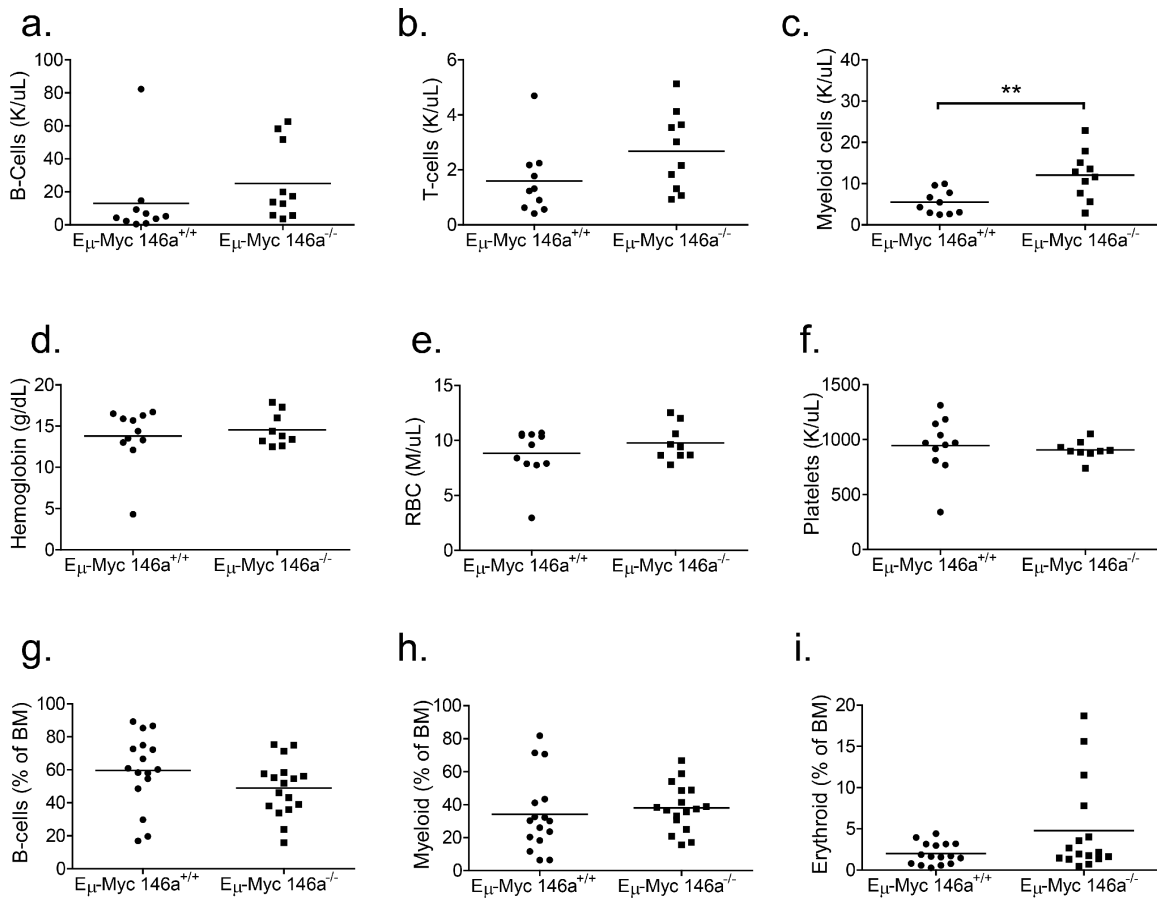 a.
B-Cells (K/uL)
100
80
60
40
20
0
Eμ-Myc 146a+/+
Eμ-Myc 146a-/-
b.
T-cells (K/uL)
6
4
2
0
Eμ-Myc 146a+/+
Eμ-Myc 146a-/-
c.
Myeloid cells (K/uL)
40
30
20
10
0
**
Eμ-Myc 146a+/+
Eμ-Myc 146a-/-
d.
Hemoglobin (g/dL)
20
15
10
5
0
Eμ-Myc 146a+/+
Eμ-Myc 146a-/-
e.
RBC (M/uL)
15
10
5
0
Eμ-Myc 146a+/+
Eμ-Myc 146a-/-
f.
Platelets (K/uL)
1500
1000
500
0
Eμ-Myc 146a+/+
Eμ-Myc 146a-/-
g.
B-cells (% of BM)
100
80
60
40
20
0
Eμ-Myc 146a+/+
Eμ-Myc 146a-/-
h.
Myeloid (% of BM)
100
80
60
40
20
0
Eμ-Myc 146a+/+
Eμ-Myc 146a-/-
i.
Erythroid (% of BM)
20
15
10
5
0
Eμ-Myc 146a+/+
Eμ-Myc 146a-/-